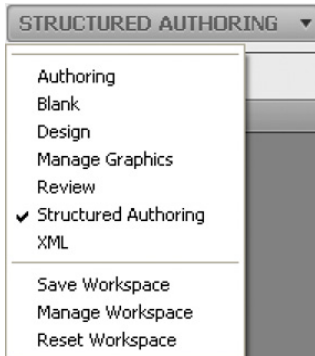 STRUCTURED AUTHORING
Authoring
Blank
Design
Manage Graphics
Review
Structured Authoring
XML
Save Workspace
Manage Workspace
Reset Workspace